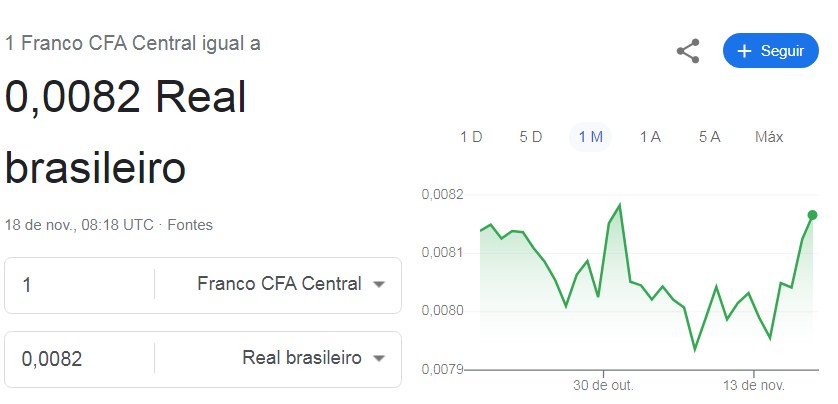 1 Franco CFA Central igual a
0,0082 Real
brasileiro
18 de nov., 08:18 UTC · Fontes
1 Franco CFA Central
0,0082 Real brasileiro
Seguir
1 D 5 D 1 M 1 A 5 A Máx
0,0082
0,0081
0,0080
0,0079
30 de out. 13 de nov.